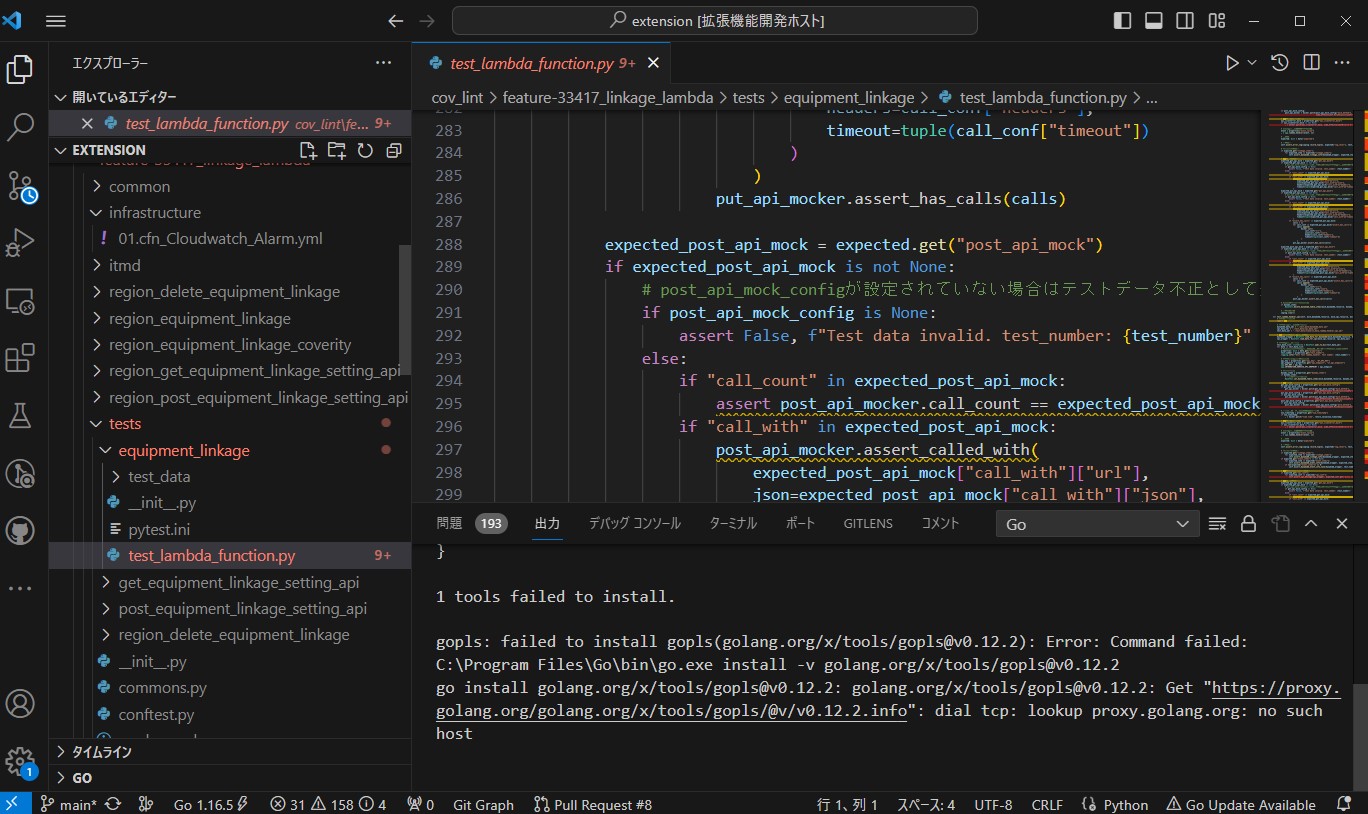 extension [拡張機能開発ホスト]
エクスプローラー
開いているエディター
test_lambda_function.py cov_lint\fe... 9+
EXTENSION
common
infrastructure
! 01.cfn_Cloudwatch_Alarm.yml
itmd
region_delete_equipment_linkage
region_equipment_linkage
region_equipment_linkage_coverity
region_get_equipment_linkage_setting_api
region_post_equipment_linkage_setting_api
tests
equipment_linkage
test_data
__init__.py
pytest.ini
test_lambda_function.py 9+
get_equipment_linkage_setting_api
post_equipment_linkage_setting_api
region_delete_equipment_linkage
__init__.py
commons.py
conftest.py
タイムライン
GO
test_lambda_function.py 9+
cov_lint > feature-33417_linkage_lambda > tests > equipment_linkage > test_lambda_function.py > ...
283 timeout=tuple(call_conf["timeout"])
284 )
285 )
286 put_api_mocker.assert_has_calls(calls)
287
288 expected_post_api_mock = expected.get("post_api_mock")
289 if expected_post_api_mock is not None:
290 # post_api_mock_configが設定されていない場合はテストデータ不正として
291 if post_api_mock_config is None:
292 assert False, f"Test data invalid. test_number: {test_number}"
293 else:
294 if "call_count" in expected_post_api_mock:
295 assert post_api_mocker.call_count == expected_post_api_mock
296 if "call_with" in expected_post_api_mock:
297 post_api_mocker.assert_called_with(
298 expected_post_api_mock["call_with"]["url"],
299 json=expected_post_api_mock["call_with"]["json"],
問題 193 出力 デバッグ コンソール ターミナル ポート GITLENS コメント Go
}
1 tools failed to install.
gopls: failed to install gopls(golang.org/x/tools/gopls@v0.12.2): Error: Command failed:
C:\Program Files\Go\bin\go.exe install -v golang.org/x/tools/gopls@v0.12.2
go install golang.org/x/tools/gopls@v0.12.2: golang.org/x/tools/gopls@v0.12.2: Get "https://proxy.
golang.org/golang.org/x/tools/gopls/@v/v0.12.2.info": dial tcp: lookup proxy.golang.org: no such
host
1
main* Go 1.16.5 31 158 4 0 Git Graph Pull Request #8 行 1、列 1 スペース: 4 UTF-8 CRLF Python Go Update Available